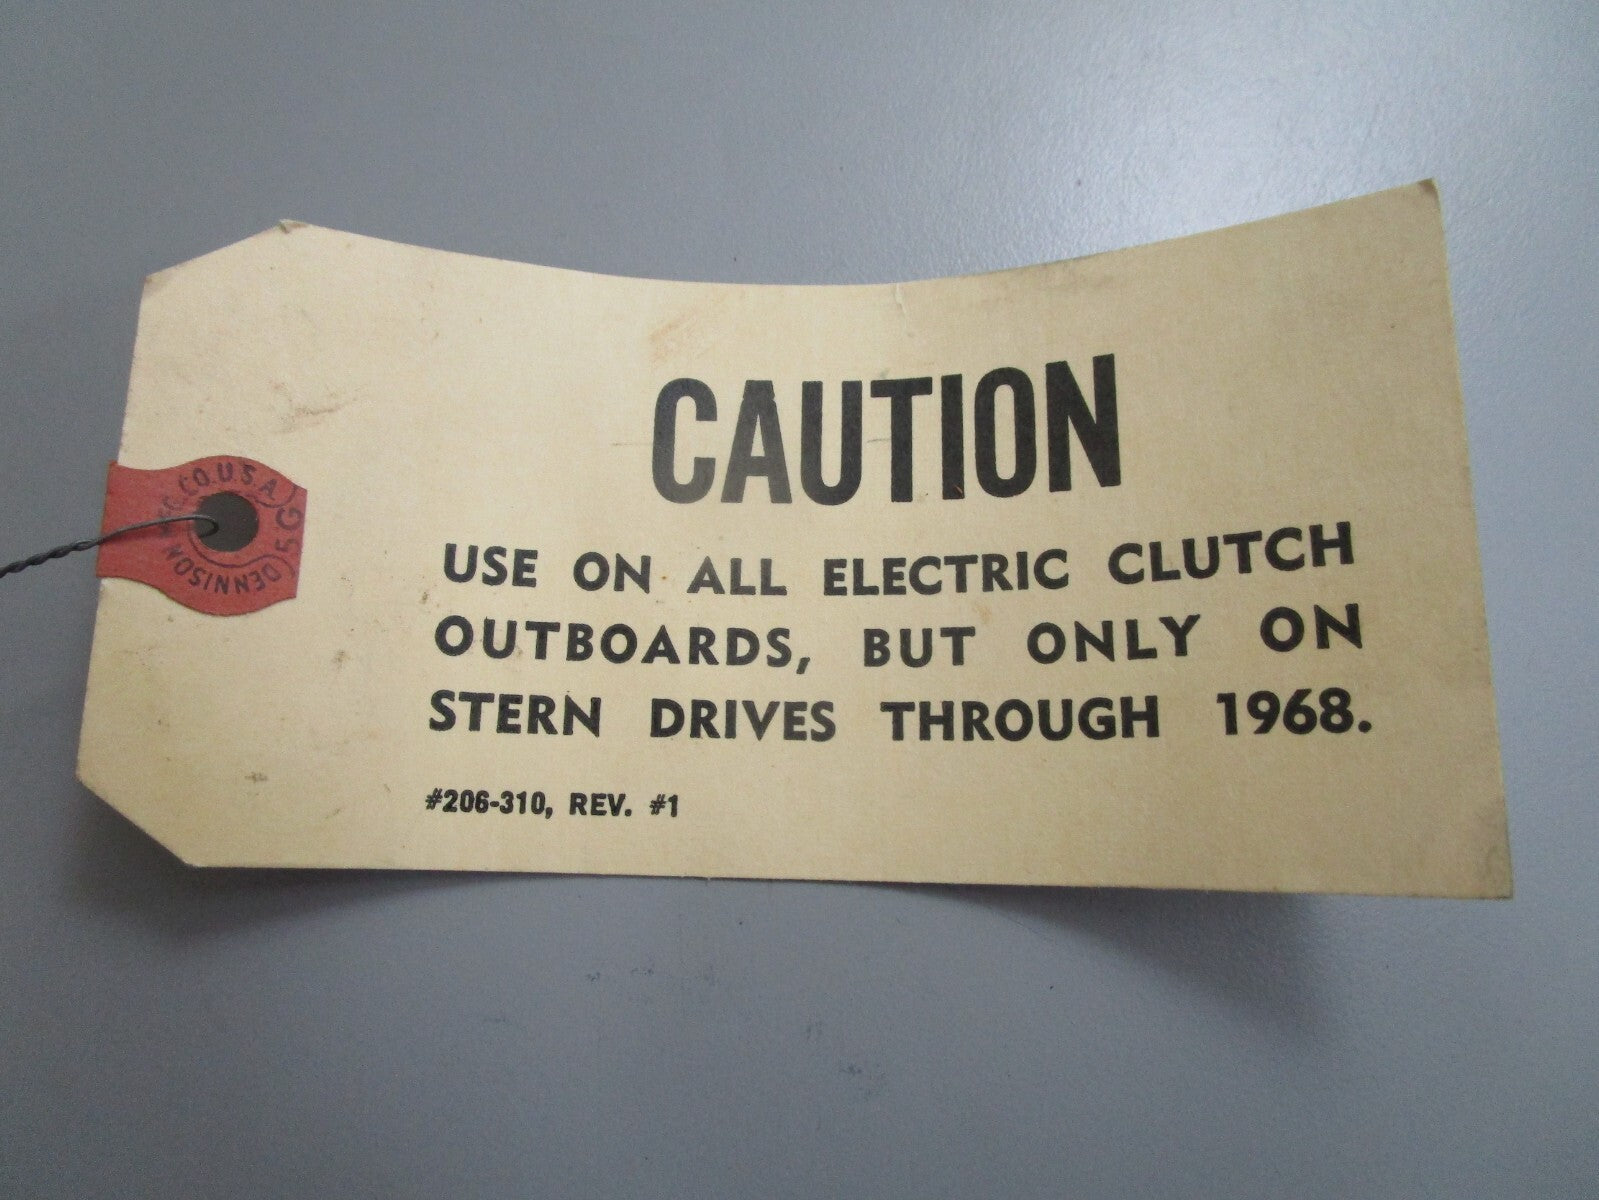 CAUTION
USE ON ALL ELECTRIC CLUTCH
OUTBOARDS, BUT ONLY ON
STERN DRIVES THROUGH 1968.
#206-310, REV. #1
DENNISON MFG. CO. U.S.A.
5G